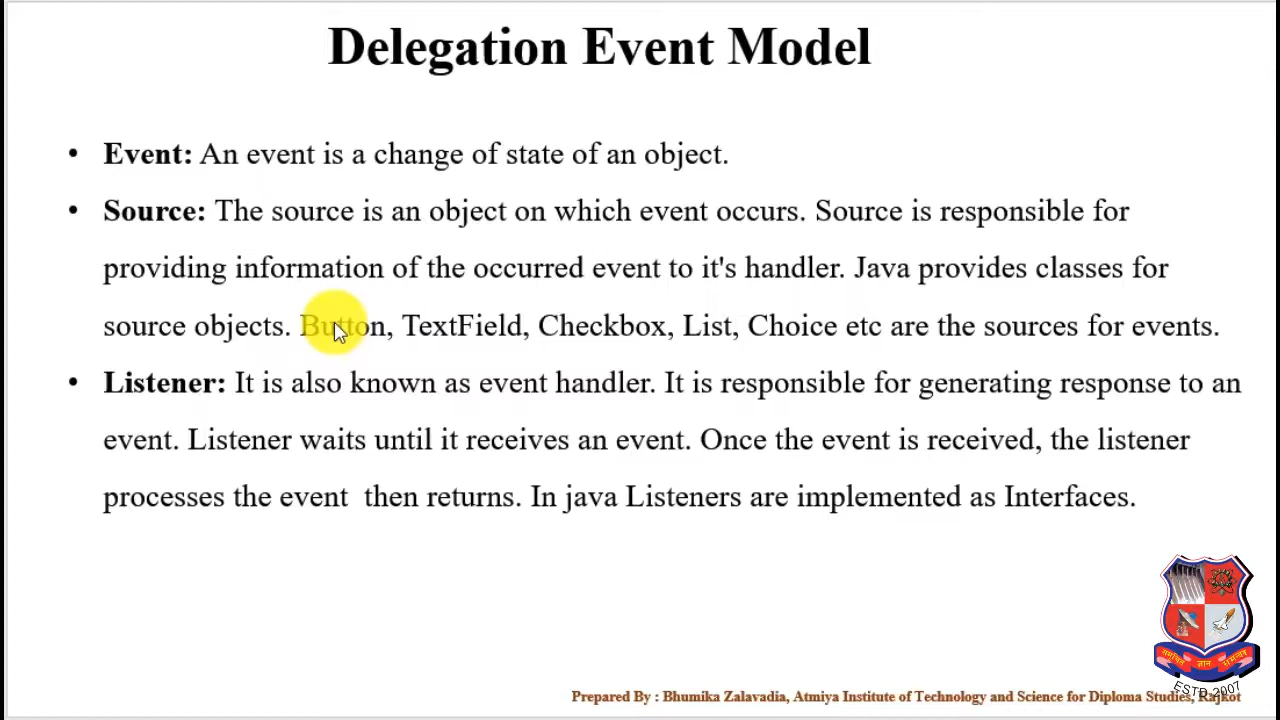 Delegation Event Model
• Event: An event is a change of state of an object.
• Source: The source is an object on which event occurs. Source is responsible for
providing information of the occurred event to it's handler. Java provides classes for
source objects. Button, TextField, Checkbox, List, Choice etc are the sources for events.
• Listener: It is also known as event handler. It is responsible for generating response to an
event. Listener waits until it receives an event. Once the event is received, the listener
processes the event  then returns. In java Listeners are implemented as Interfaces.
ज्ञान
ESTD. 2007
Prepared By : Bhumika Zalavadia, Atmiya Institute of Technology and Science for Diploma Studies, Rajkot